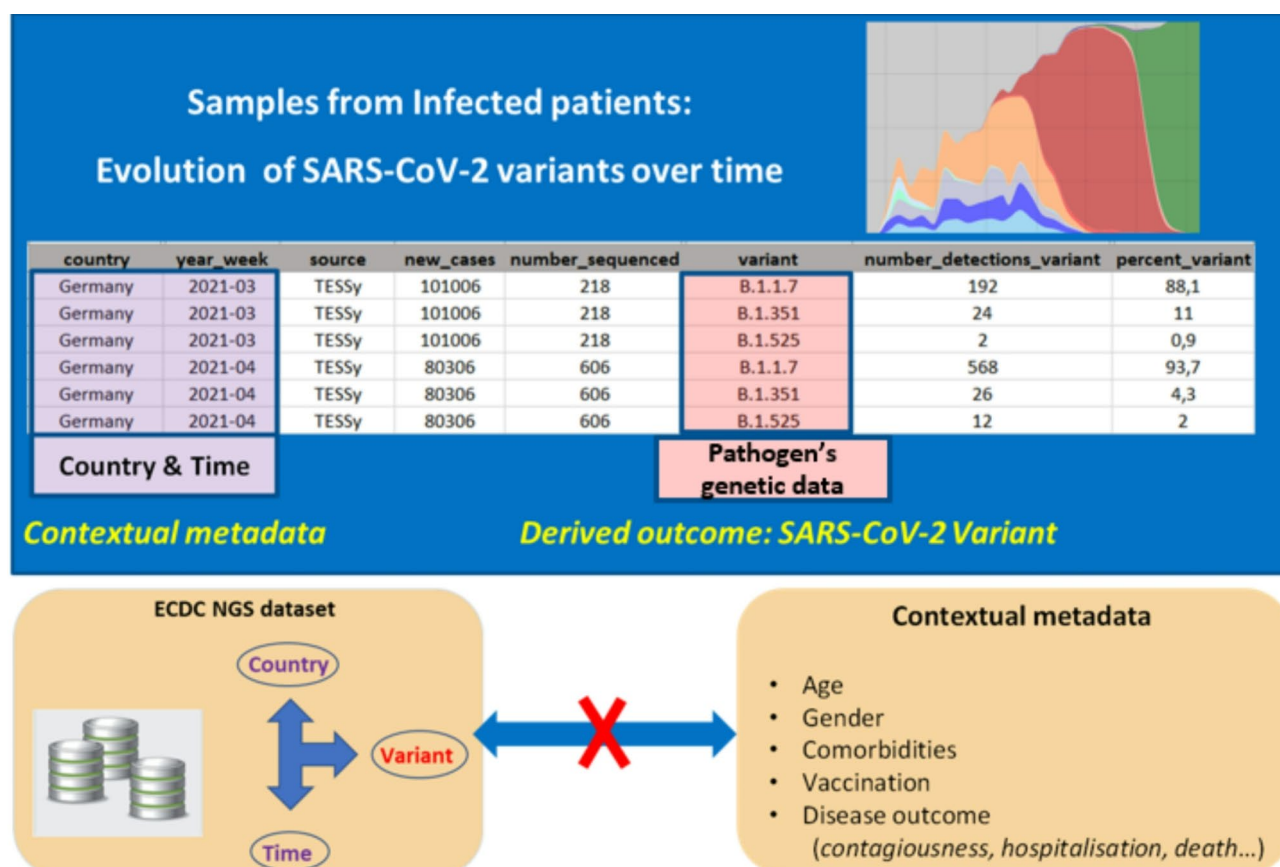 Samples from Infected patients:
Evolution of SARS-CoV-2 variants over time
country year_week source new_cases number_sequenced variant number_detections_variant percent_variant
Germany 2021-03 TESSy 101006 218 B.1.1.7 192 88,1
Germany 2021-03 TESSy 101006 218 B.1.351 24 11
Germany 2021-03 TESSy 101006 218 B.1.525 2 0,9
Germany 2021-04 TESSy 80306 606 B.1.1.7 568 93,7
Germany 2021-04 TESSy 80306 606 B.1.351 26 4,3
Germany 2021-04 TESSy 80306 606 B.1.525 12 2
Country & Time
Pathogen's
genetic data
Contextual metadata
Derived outcome: SARS-CoV-2 Variant
ECDC NGS dataset
Country
Variant
Time
Contextual metadata
• Age
• Gender
• Comorbidities
• Vaccination
• Disease outcome
(contagiousness, hospitalisation, death...)